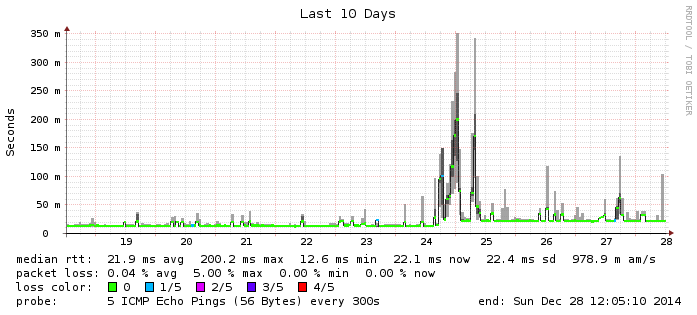 Last 10 Days
RRDTOOL / TOBI OETIKER
Seconds
350 m
300 m
250 m
200 m
150 m
100 m
50 m
0
19 20 21 22 23 24 25 26 27 28
median rtt: 21.9 ms avg 200.2 ms max 12.6 ms min 22.1 ms now 22.4 ms sd 978.9 m am/s
packet loss: 0.04 % avg 5.00 % max 0.00 % min 0.00 % now
loss color: 0 1/5 2/5 3/5 4/5
probe: 5 ICMP Echo Pings (56 Bytes) every 300s end: Sun Dec 28 12:05:10 2014